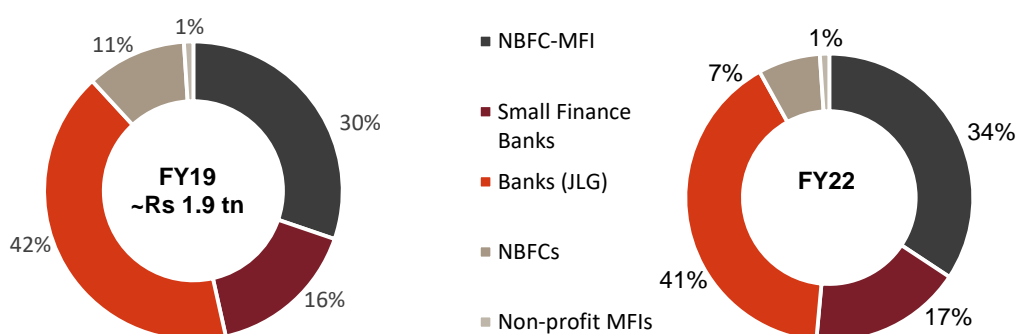 1%
11%
30%
FY19
~Rs 1.9 tn
42%
16%
NBFC-MFI
Small Finance
Banks
Banks (JLG)
NBFCs
Non-profit MFIs
1%
7%
34%
FY22
41%
17%